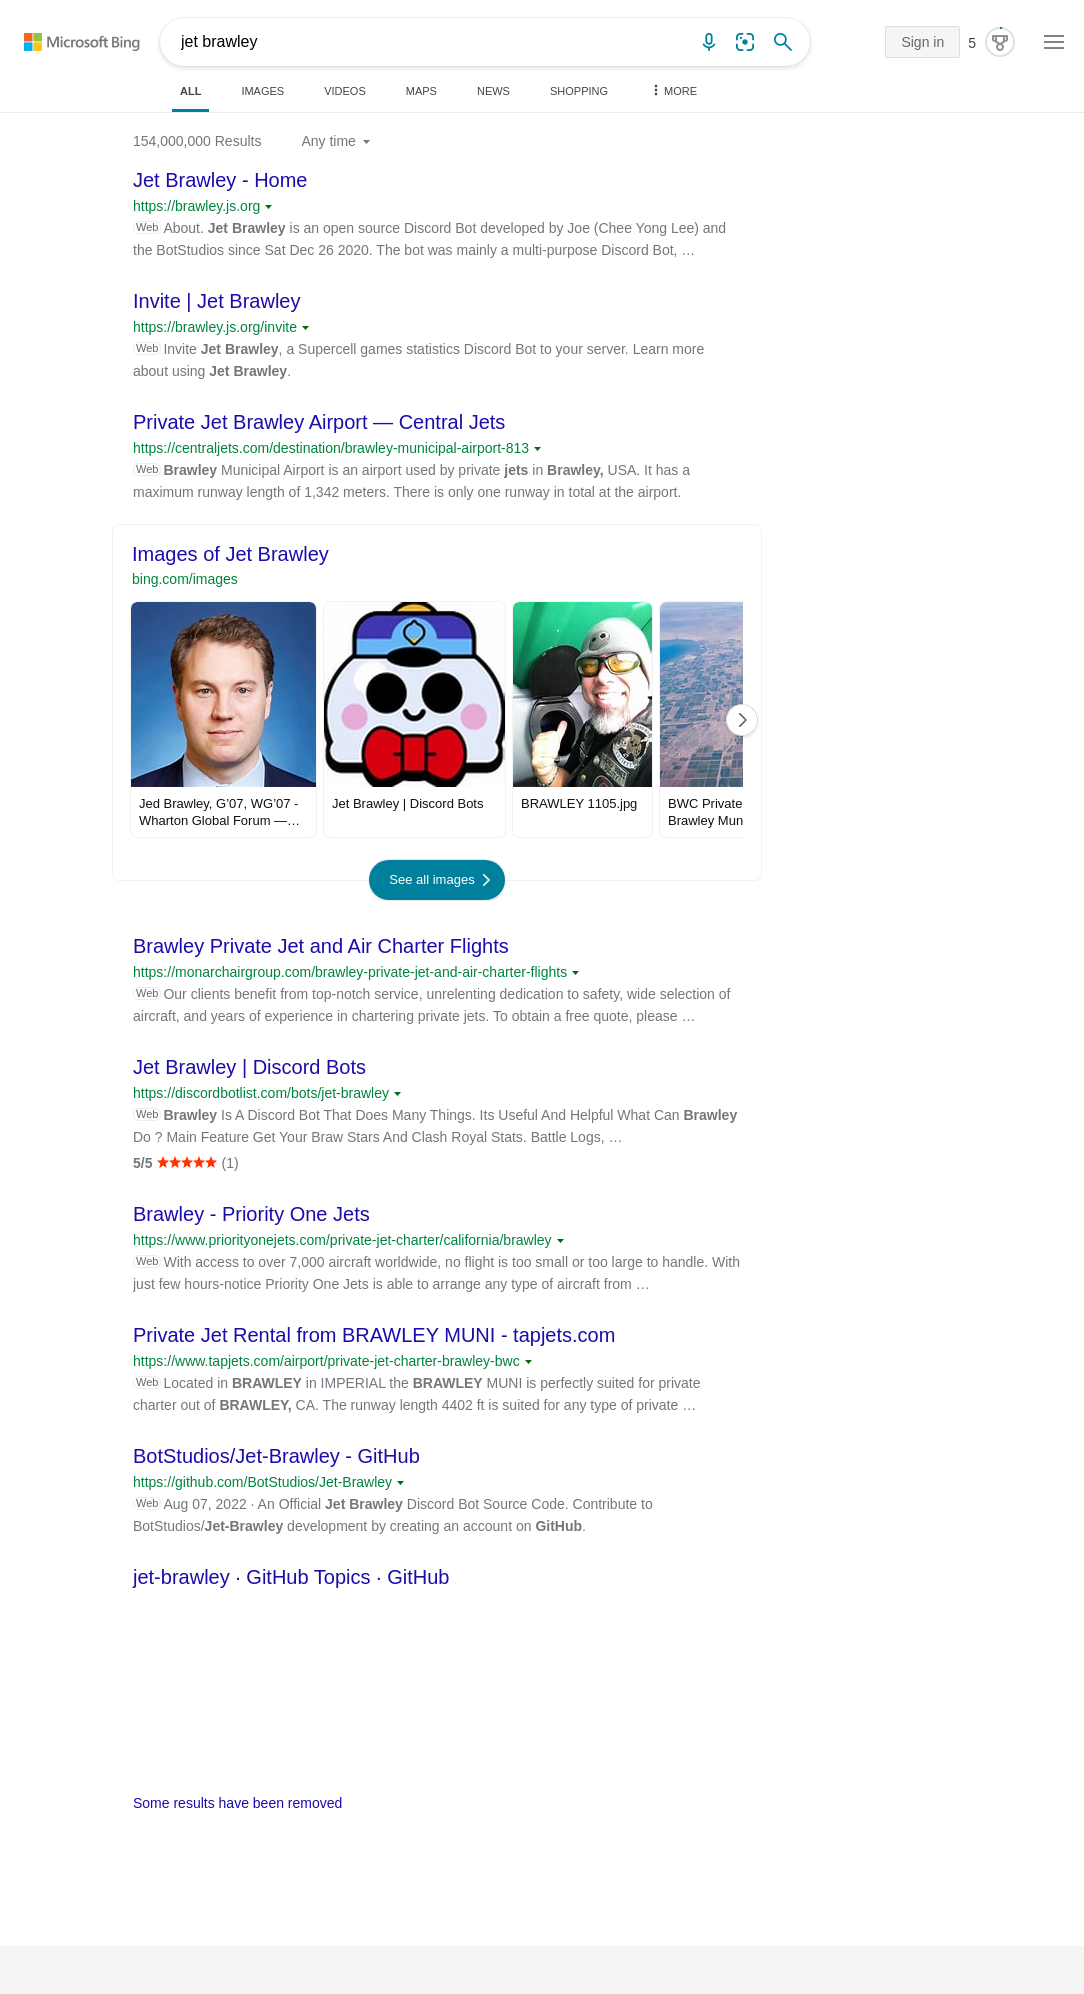 Microsoft Bing
jet brawley
Sign in
5
ALL
IMAGES
VIDEOS
MAPS
NEWS
SHOPPING
MORE
154,000,000 Results
Any time
Jet Brawley - Home
https://brawley.js.org
Web About. Jet Brawley is an open source Discord Bot developed by Joe (Chee Yong Lee) and
the BotStudios since Sat Dec 26 2020. The bot was mainly a multi-purpose Discord Bot, …
Invite | Jet Brawley
https://brawley.js.org/invite
Web Invite Jet Brawley, a Supercell games statistics Discord Bot to your server. Learn more
about using Jet Brawley.
Private Jet Brawley Airport — Central Jets
https://centraljets.com/destination/brawley-municipal-airport-813
Web Brawley Municipal Airport is an airport used by private jets in Brawley, USA. It has a
maximum runway length of 1,342 meters. There is only one runway in total at the airport.
Images of Jet Brawley
bing.com/images
Jed Brawley, G’07, WG’07 -
Wharton Global Forum —…
Jet Brawley | Discord Bots
BRAWLEY 1105.jpg
BWC Private
Brawley Mun
See all images
Brawley Private Jet and Air Charter Flights
https://monarchairgroup.com/brawley-private-jet-and-air-charter-flights
Web Our clients benefit from top-notch service, unrelenting dedication to safety, wide selection of
aircraft, and years of experience in chartering private jets. To obtain a free quote, please …
Jet Brawley | Discord Bots
https://discordbotlist.com/bots/jet-brawley
Web Brawley Is A Discord Bot That Does Many Things. Its Useful And Helpful What Can Brawley
Do ? Main Feature Get Your Braw Stars And Clash Royal Stats. Battle Logs, …
5/5 ★★★★★ (1)
Brawley - Priority One Jets
https://www.priorityonejets.com/private-jet-charter/california/brawley
Web With access to over 7,000 aircraft worldwide, no flight is too small or too large to handle. With
just few hours-notice Priority One Jets is able to arrange any type of aircraft from …
Private Jet Rental from BRAWLEY MUNI - tapjets.com
https://www.tapjets.com/airport/private-jet-charter-brawley-bwc
Web Located in BRAWLEY in IMPERIAL the BRAWLEY MUNI is perfectly suited for private
charter out of BRAWLEY, CA. The runway length 4402 ft is suited for any type of private …
BotStudios/Jet-Brawley - GitHub
https://github.com/BotStudios/Jet-Brawley
Web Aug 07, 2022 · An Official Jet Brawley Discord Bot Source Code. Contribute to
BotStudios/Jet-Brawley development by creating an account on GitHub.
jet-brawley · GitHub Topics · GitHub
Some results have been removed